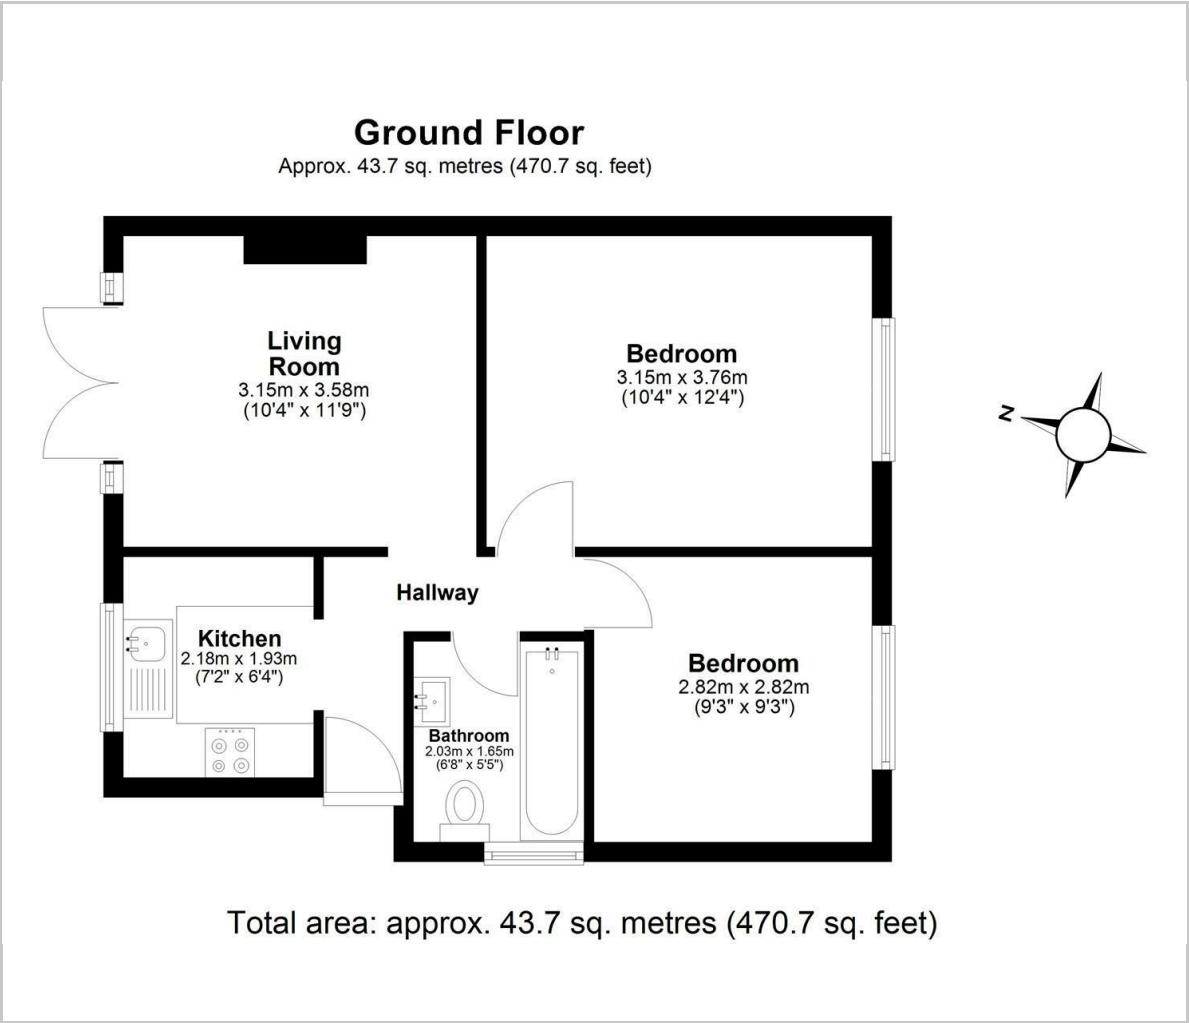 Ground Floor
Approx. 43.7 sq. metres (470.7 sq. feet)
Living
Room
3.15m x 3.58m
(10'4" x 11'9")
Bedroom
3.15m x 3.76m
(10'4" x 12'4")
N
Hallway
Kitchen
2.18m x 1.93m
(7'2" x 6'4")
Bedroom
2.82m x 2.82m
(9'3" x 9'3")
Bathroom
2.03m x 1.65m
(6'8" x 5'5")
Total area: approx. 43.7 sq. metres (470.7 sq. feet)